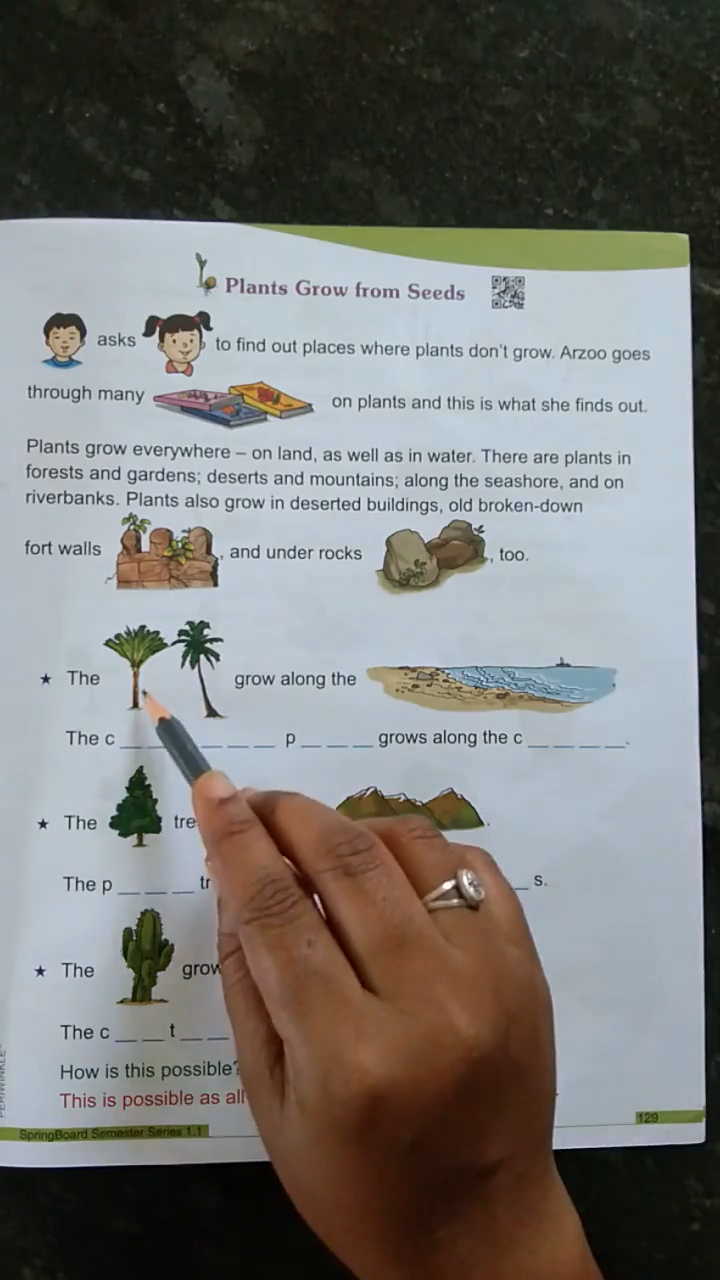 Plants Grow from Seeds
asks to find out places where plants don't grow. Arzoo goes
through many on plants and this is what she finds out.
Plants grow everywhere – on land, as well as in water. There are plants in
forests and gardens; deserts and mountains; along the seashore, and on
riverbanks. Plants also grow in deserted buildings, old broken-down
fort walls , and under rocks , too.
★ The grow along the
The c _ _ _ _ _ _ p _ _ _ grows along the c _ _ _ _.
★ The tre .
The p _ _ _ tr _ s.
★ The grow
The c _ _ t _ _
How is this possible?
This is possible as all
PERIWINKLE
SpringBoard Semester Series 1.1
129